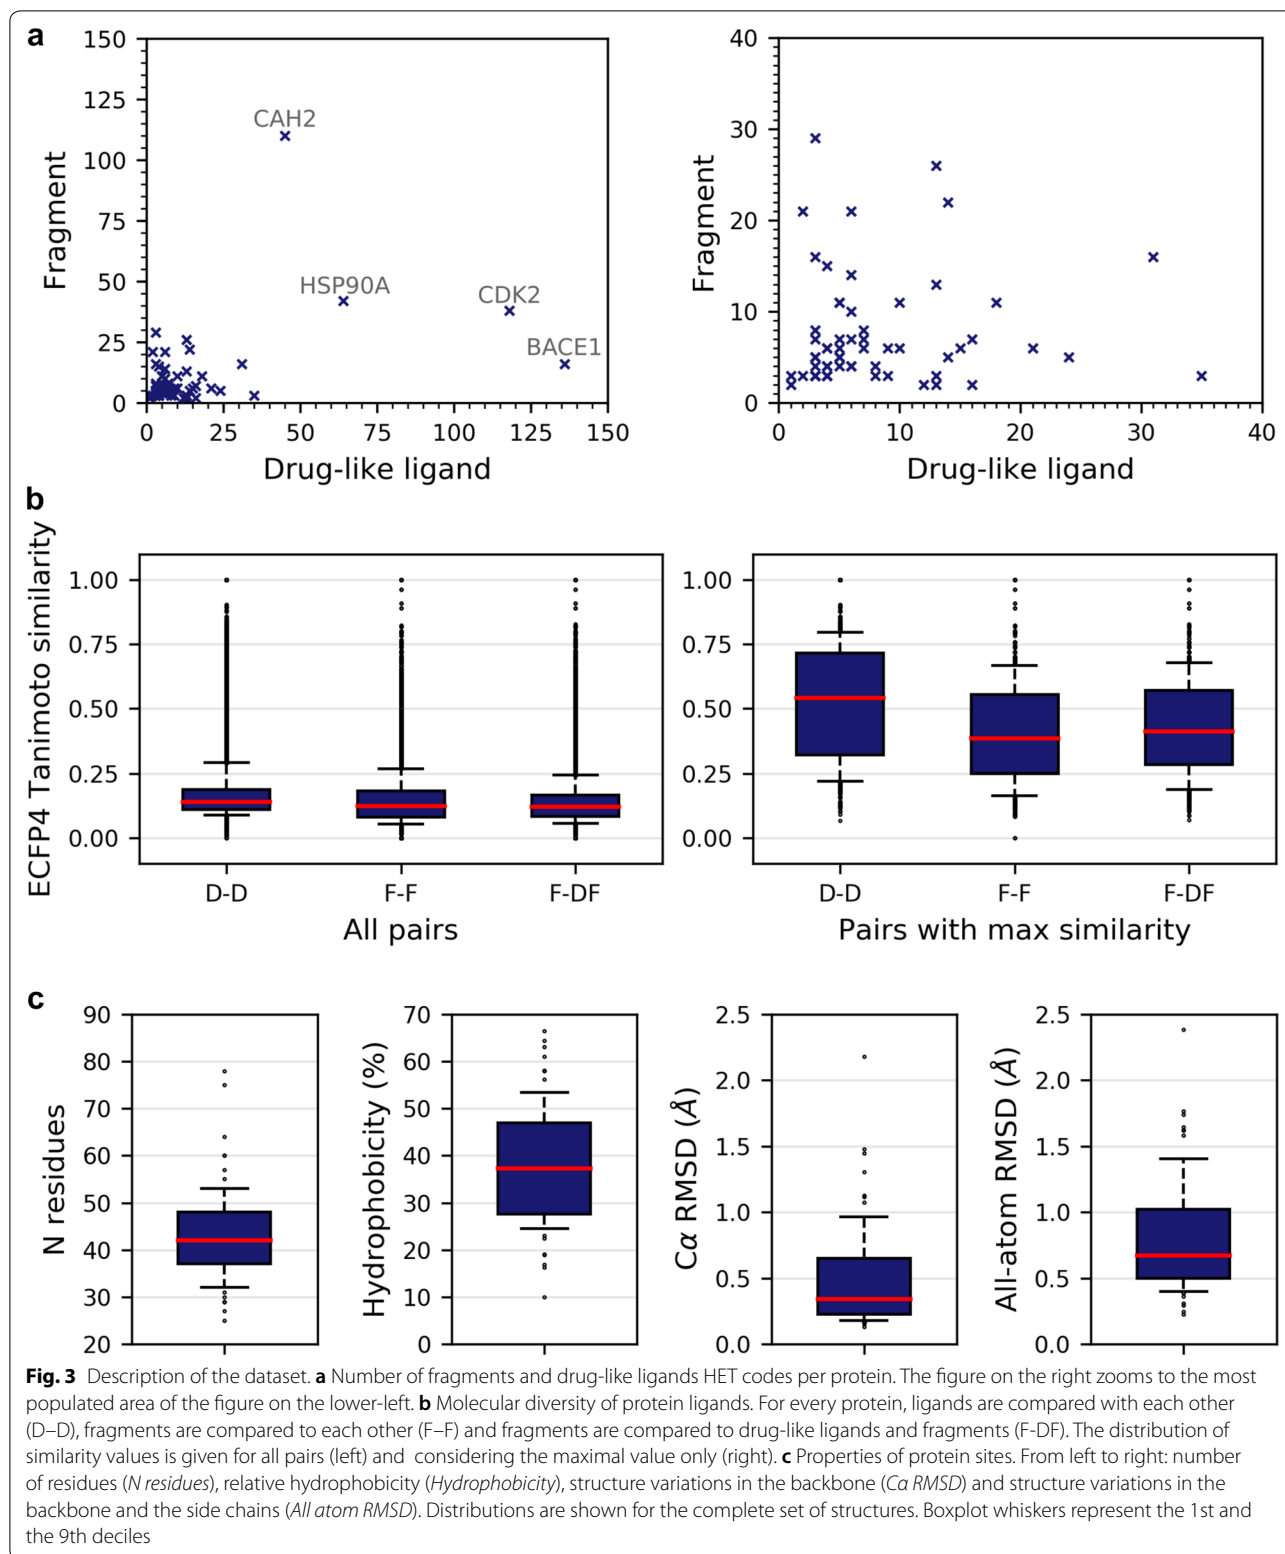 a
150
125
100
75
50
25
0
Fragment
CAH2
HSP90A
CDK2
BACE1
0 25 50 75 100 125 150
Drug-like ligand
40
30
20
10
0
Fragment
0 10 20 30 40
Drug-like ligand
b
ECFP4 Tanimoto similarity
1.00
0.75
0.50
0.25
0.00
D-D F-F F-DF
All pairs
1.00
0.75
0.50
0.25
0.00
D-D F-F F-DF
Pairs with max similarity
c
N residues
90
80
70
60
50
40
30
20
Hydrophobicity (%)
70
60
50
40
30
20
10
0
Cα RMSD (Å)
2.5
2.0
1.5
1.0
0.5
0.0
All-atom RMSD (Å)
2.5
2.0
1.5
1.0
0.5
0.0
Fig. 3 Description of the dataset. a Number of fragments and drug-like ligands HET codes per protein. The figure on the right zooms to the most
populated area of the figure on the lower-left. b Molecular diversity of protein ligands. For every protein, ligands are compared with each other
(D–D), fragments are compared to each other (F–F) and fragments are compared to drug-like ligands and fragments (F-DF). The distribution of
similarity values is given for all pairs (left) and considering the maximal value only (right). c Properties of protein sites. From left to right: number
of residues (N residues), relative hydrophobicity (Hydrophobicity), structure variations in the backbone (Cα RMSD) and structure variations in the
backbone and the side chains (All atom RMSD). Distributions are shown for the complete set of structures. Boxplot whiskers represent the 1st and
the 9th deciles